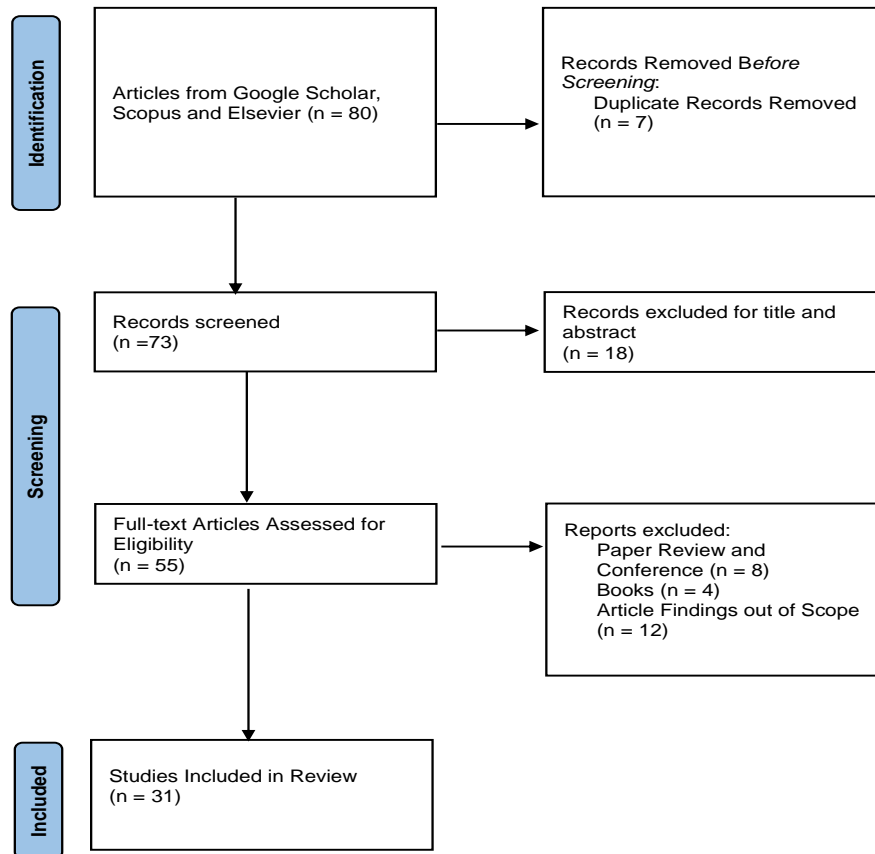 Identification
Articles from Google Scholar,
Scopus and Elsevier (n = 80)
Records Removed Before
Screening:
Duplicate Records Removed
(n = 7)
Screening
Records screened
(n =73)
Records excluded for title and
abstract
(n = 18)
Full-text Articles Assessed for
Eligibility
(n = 55)
Reports excluded:
Paper Review and
Conference (n = 8)
Books (n = 4)
Article Findings out of Scope
(n = 12)
Included
Studies Included in Review
(n = 31)